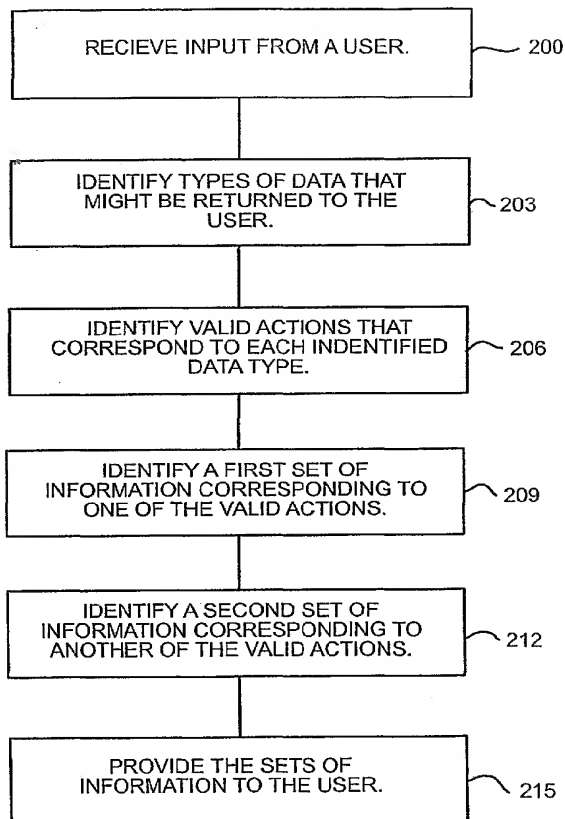 RECIEVE INPUT FROM A USER.
200
IDENTIFY TYPES OF DATA THAT
MIGHT BE RETURNED TO THE
USER.
203
IDENTIFY VALID ACTIONS THAT
CORRESPOND TO EACH INDENTIFIED
DATA TYPE.
206
IDENTIFY A FIRST SET OF
INFORMATION CORRESPONDING TO
ONE OF THE VALID ACTIONS.
209
IDENTIFY A SECOND SET OF
INFORMATION CORRESPONDING TO
ANOTHER OF THE VALID ACTIONS.
212
PROVIDE THE SETS OF
INFORMATION TO THE USER.
215